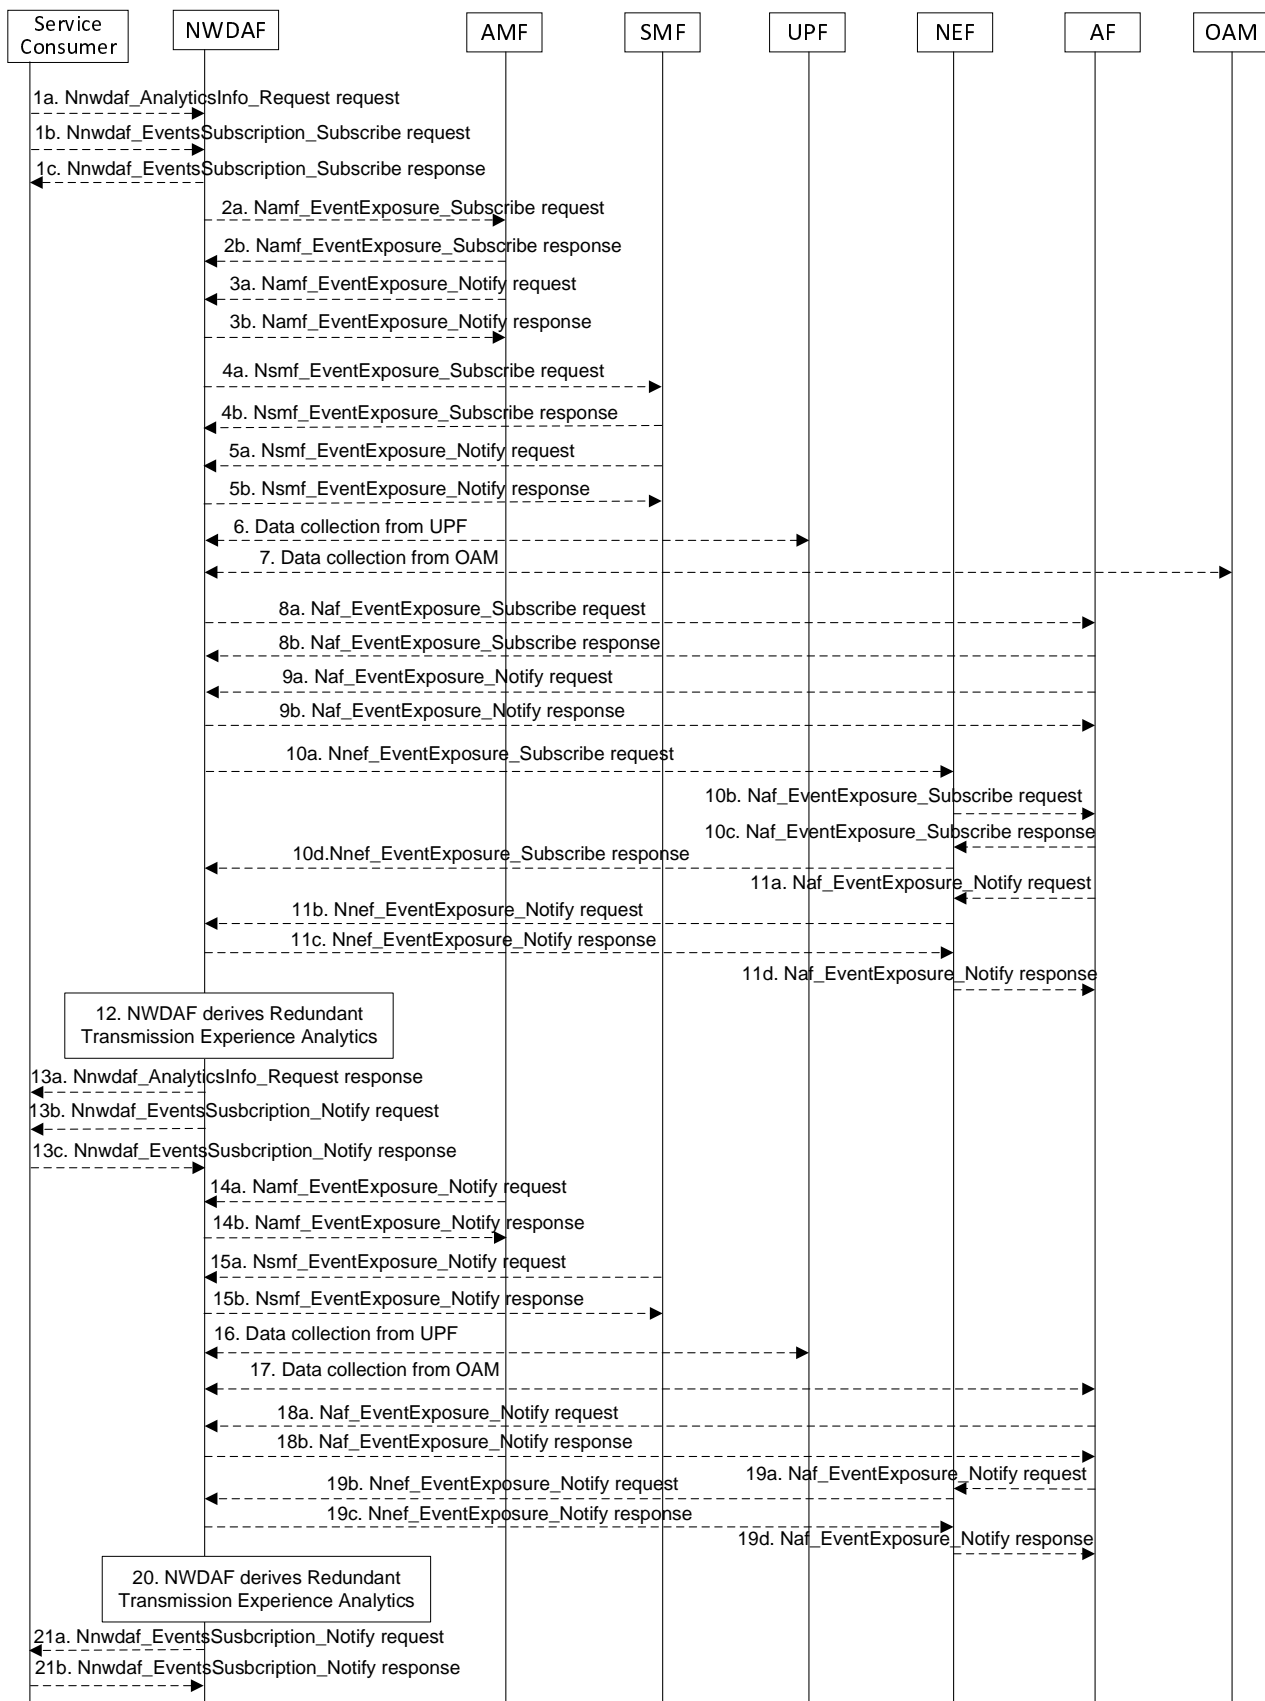 Service
Consumer
NWDAF
AMF
SMF
UPF
NEF
AF
OAM
1a. Nnwdaf_AnalyticsInfo_Request request
1b. Nnwdaf_EventsSubscription_Subscribe request
1c. Nnwdaf_EventsSubscription_Subscribe response
2a. Namf_EventExposure_Subscribe request
2b. Namf_EventExposure_Subscribe response
3a. Namf_EventExposure_Notify request
3b. Namf_EventExposure_Notify response
4a. Nsmf_EventExposure_Subscribe request
4b. Nsmf_EventExposure_Subscribe response
5a. Nsmf_EventExposure_Notify request
5b. Nsmf_EventExposure_Notify response
6. Data collection from UPF
7. Data collection from OAM
8a. Naf_EventExposure_Subscribe request
8b. Naf_EventExposure_Subscribe response
9a. Naf_EventExposure_Notify request
9b. Naf_EventExposure_Notify response
10a. Nnef_EventExposure_Subscribe request
10b. Naf_EventExposure_Subscribe request
10c. Naf_EventExposure_Subscribe response
10d.Nnef_EventExposure_Subscribe response
11a. Naf_EventExposure_Notify request
11b. Nnef_EventExposure_Notify request
11c. Nnef_EventExposure_Notify response
11d. Naf_EventExposure_Notify response
12. NWDAF derives Redundant
Transmission Experience Analytics
13a. Nnwdaf_AnalyticsInfo_Request response
13b. Nnwdaf_EventsSusbcription_Notify request
13c. Nnwdaf_EventsSusbcription_Notify response
14a. Namf_EventExposure_Notify request
14b. Namf_EventExposure_Notify response
15a. Nsmf_EventExposure_Notify request
15b. Nsmf_EventExposure_Notify response
16. Data collection from UPF
17. Data collection from OAM
18a. Naf_EventExposure_Notify request
18b. Naf_EventExposure_Notify response
19a. Naf_EventExposure_Notify request
19b. Nnef_EventExposure_Notify request
19c. Nnef_EventExposure_Notify response
19d. Naf_EventExposure_Notify response
20. NWDAF derives Redundant
Transmission Experience Analytics
21a. Nnwdaf_EventsSusbcription_Notify request
21b. Nnwdaf_EventsSusbcription_Notify response